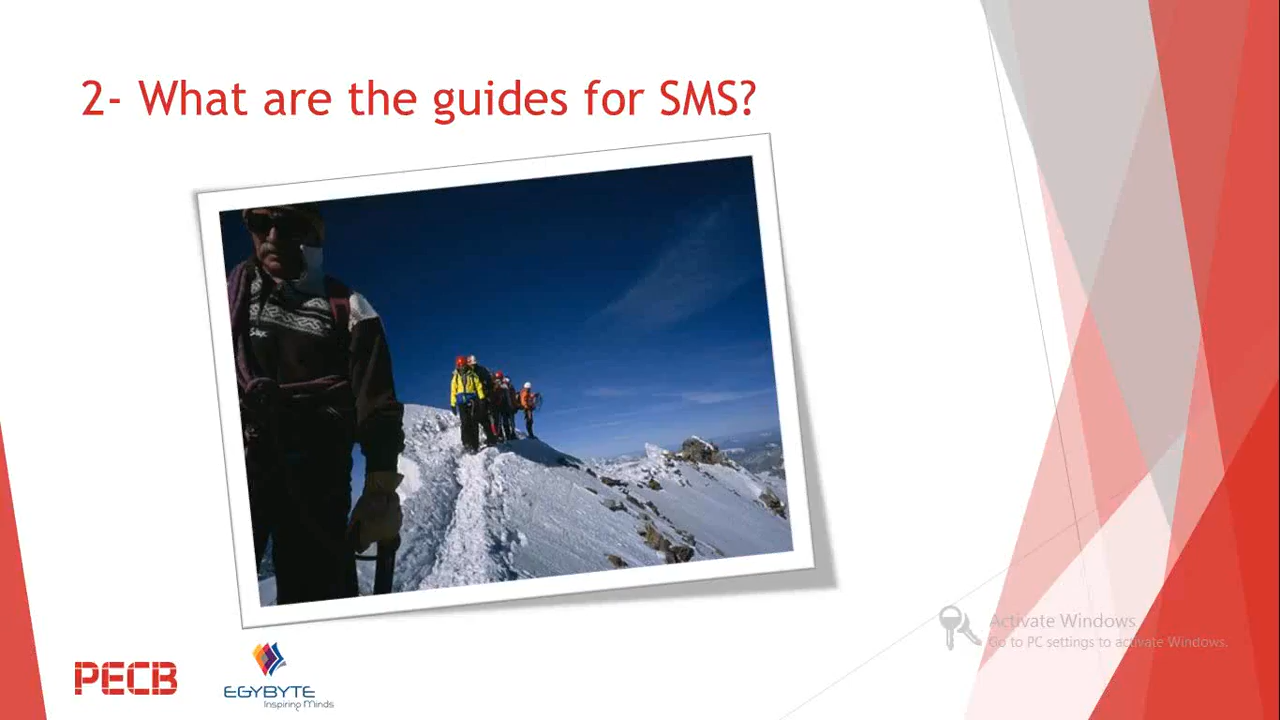 2- What are the guides for SMS?
Activate Windows
Go to PC settings to activate Windows.
PECB
EGYBYTE
Inspiring Minds